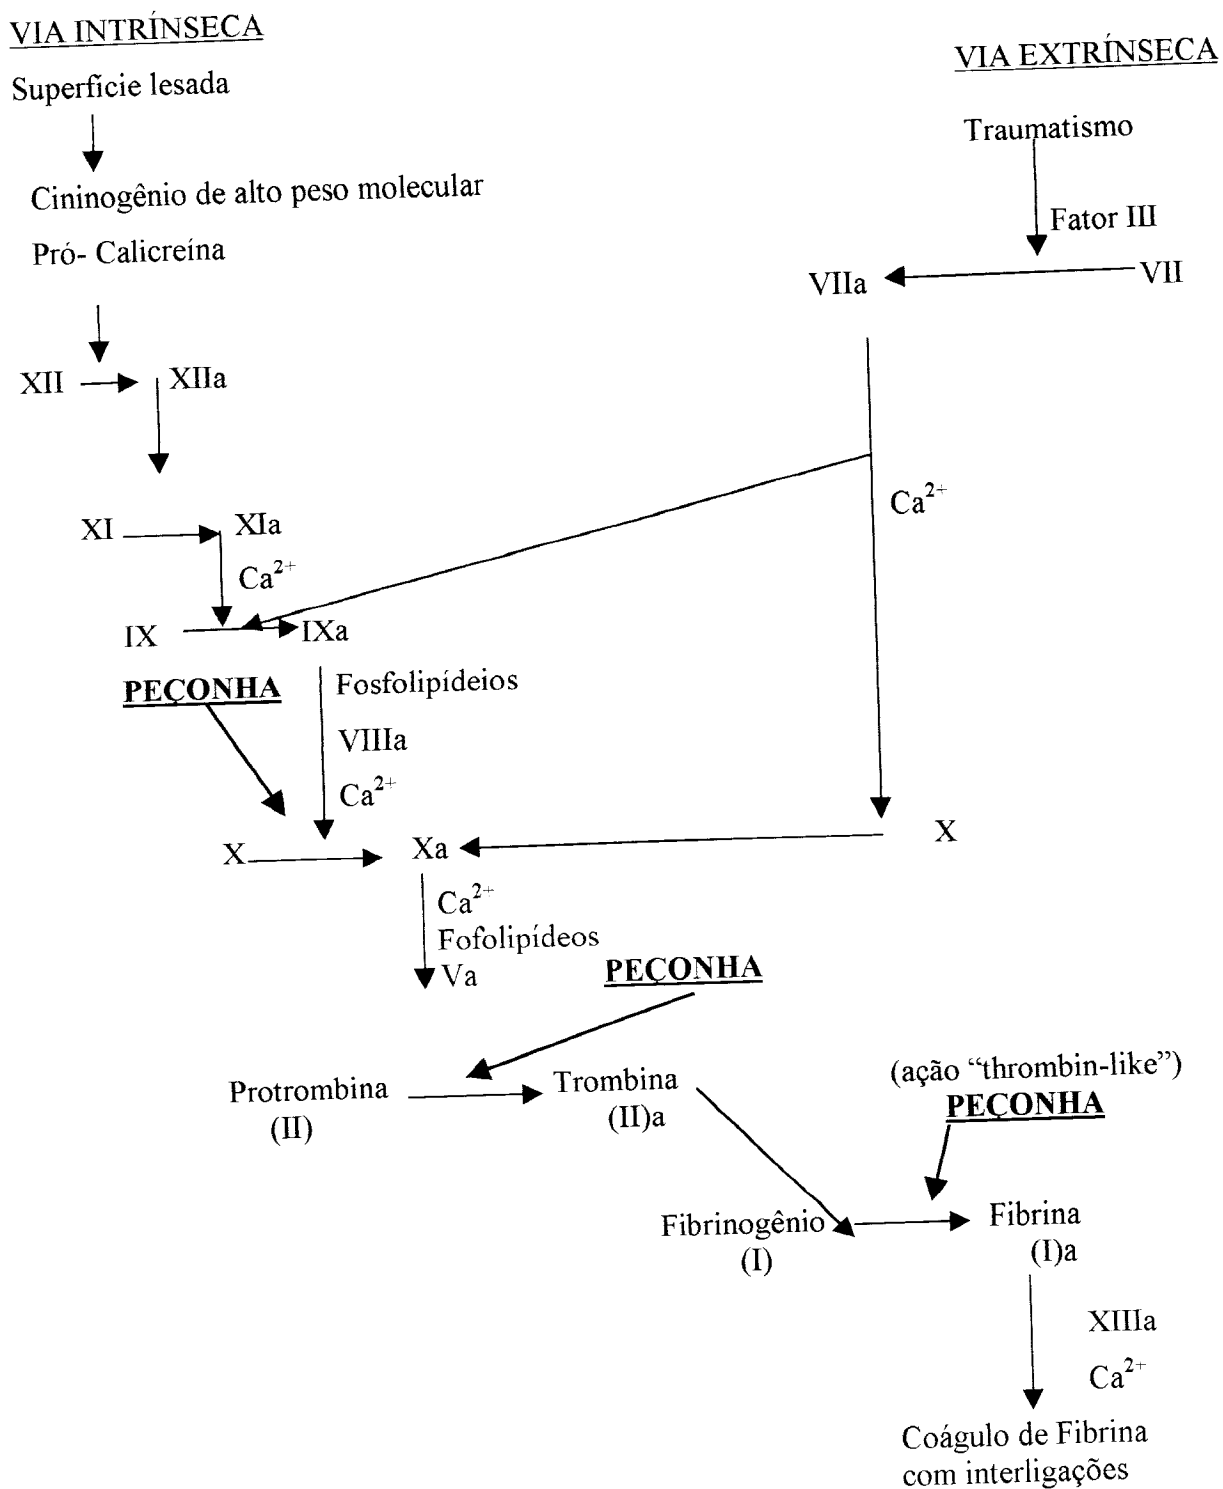 VIA INTRÍNSECA
VIA EXTRÍNSECA
Superfície lesada
Traumatismo
Cininogênio de alto peso molecular
Fator III
Pró- Calicreína
VIIa
VII
XII
XIIa
XI
XIa
Ca²⁺
Ca²⁺
IX
IXa
PEÇONHA
Fosfolipídeios
VIIIa
Ca²⁺
X
Xa
X
Ca²⁺
Fofolipídeos
Va
PEÇONHA
Protrombina
(II)
Trombina
(II)a
(ação “thrombin-like”)
PEÇONHA
Fibrinogênio
(I)
Fibrina
(I)a
XIIIa
Ca²⁺
Coágulo de Fibrina
com interligações